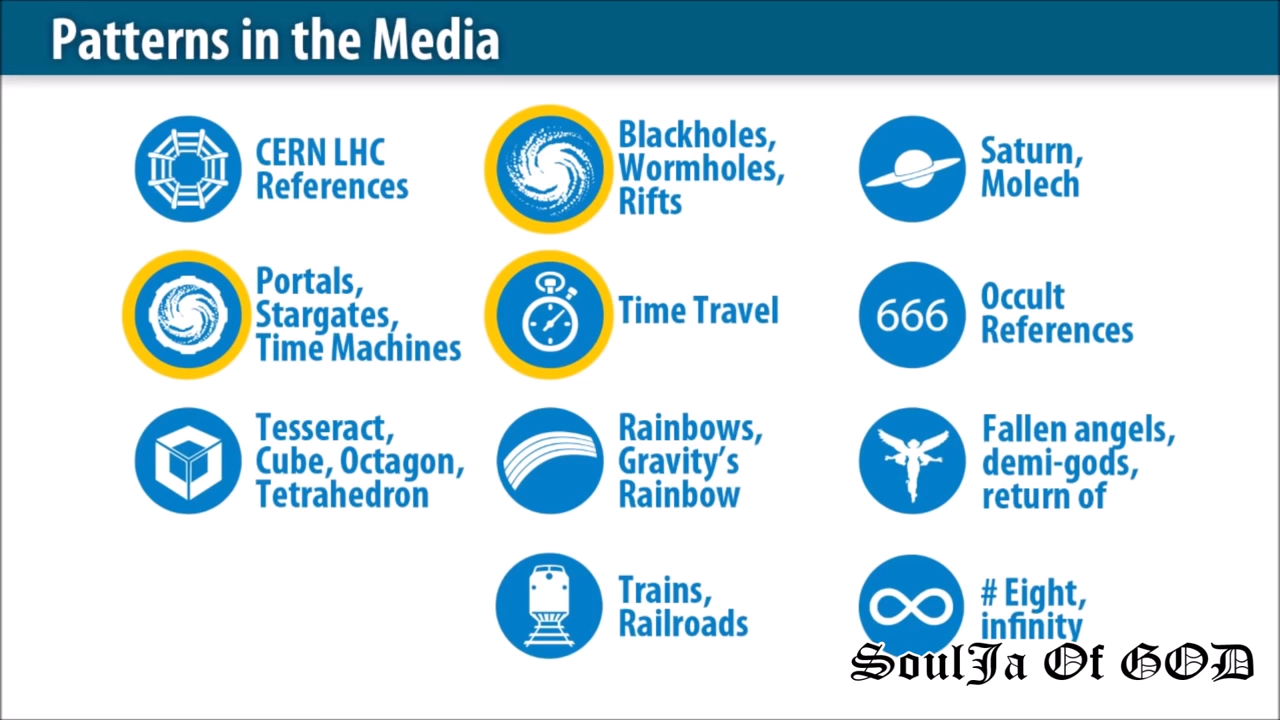 Patterns in the Media
CERN LHC
References
Blackholes,
Wormholes,
Rifts
Saturn,
Molech
Portals,
Stargates,
Time Machines
Time Travel
666
Occult
References
Tesseract,
Cube, Octagon,
Tetrahedron
Rainbows,
Gravity's
Rainbow
Fallen angels,
demi-gods,
return of
Trains,
Railroads
# Eight,
infinity
SoulJa Of GOD